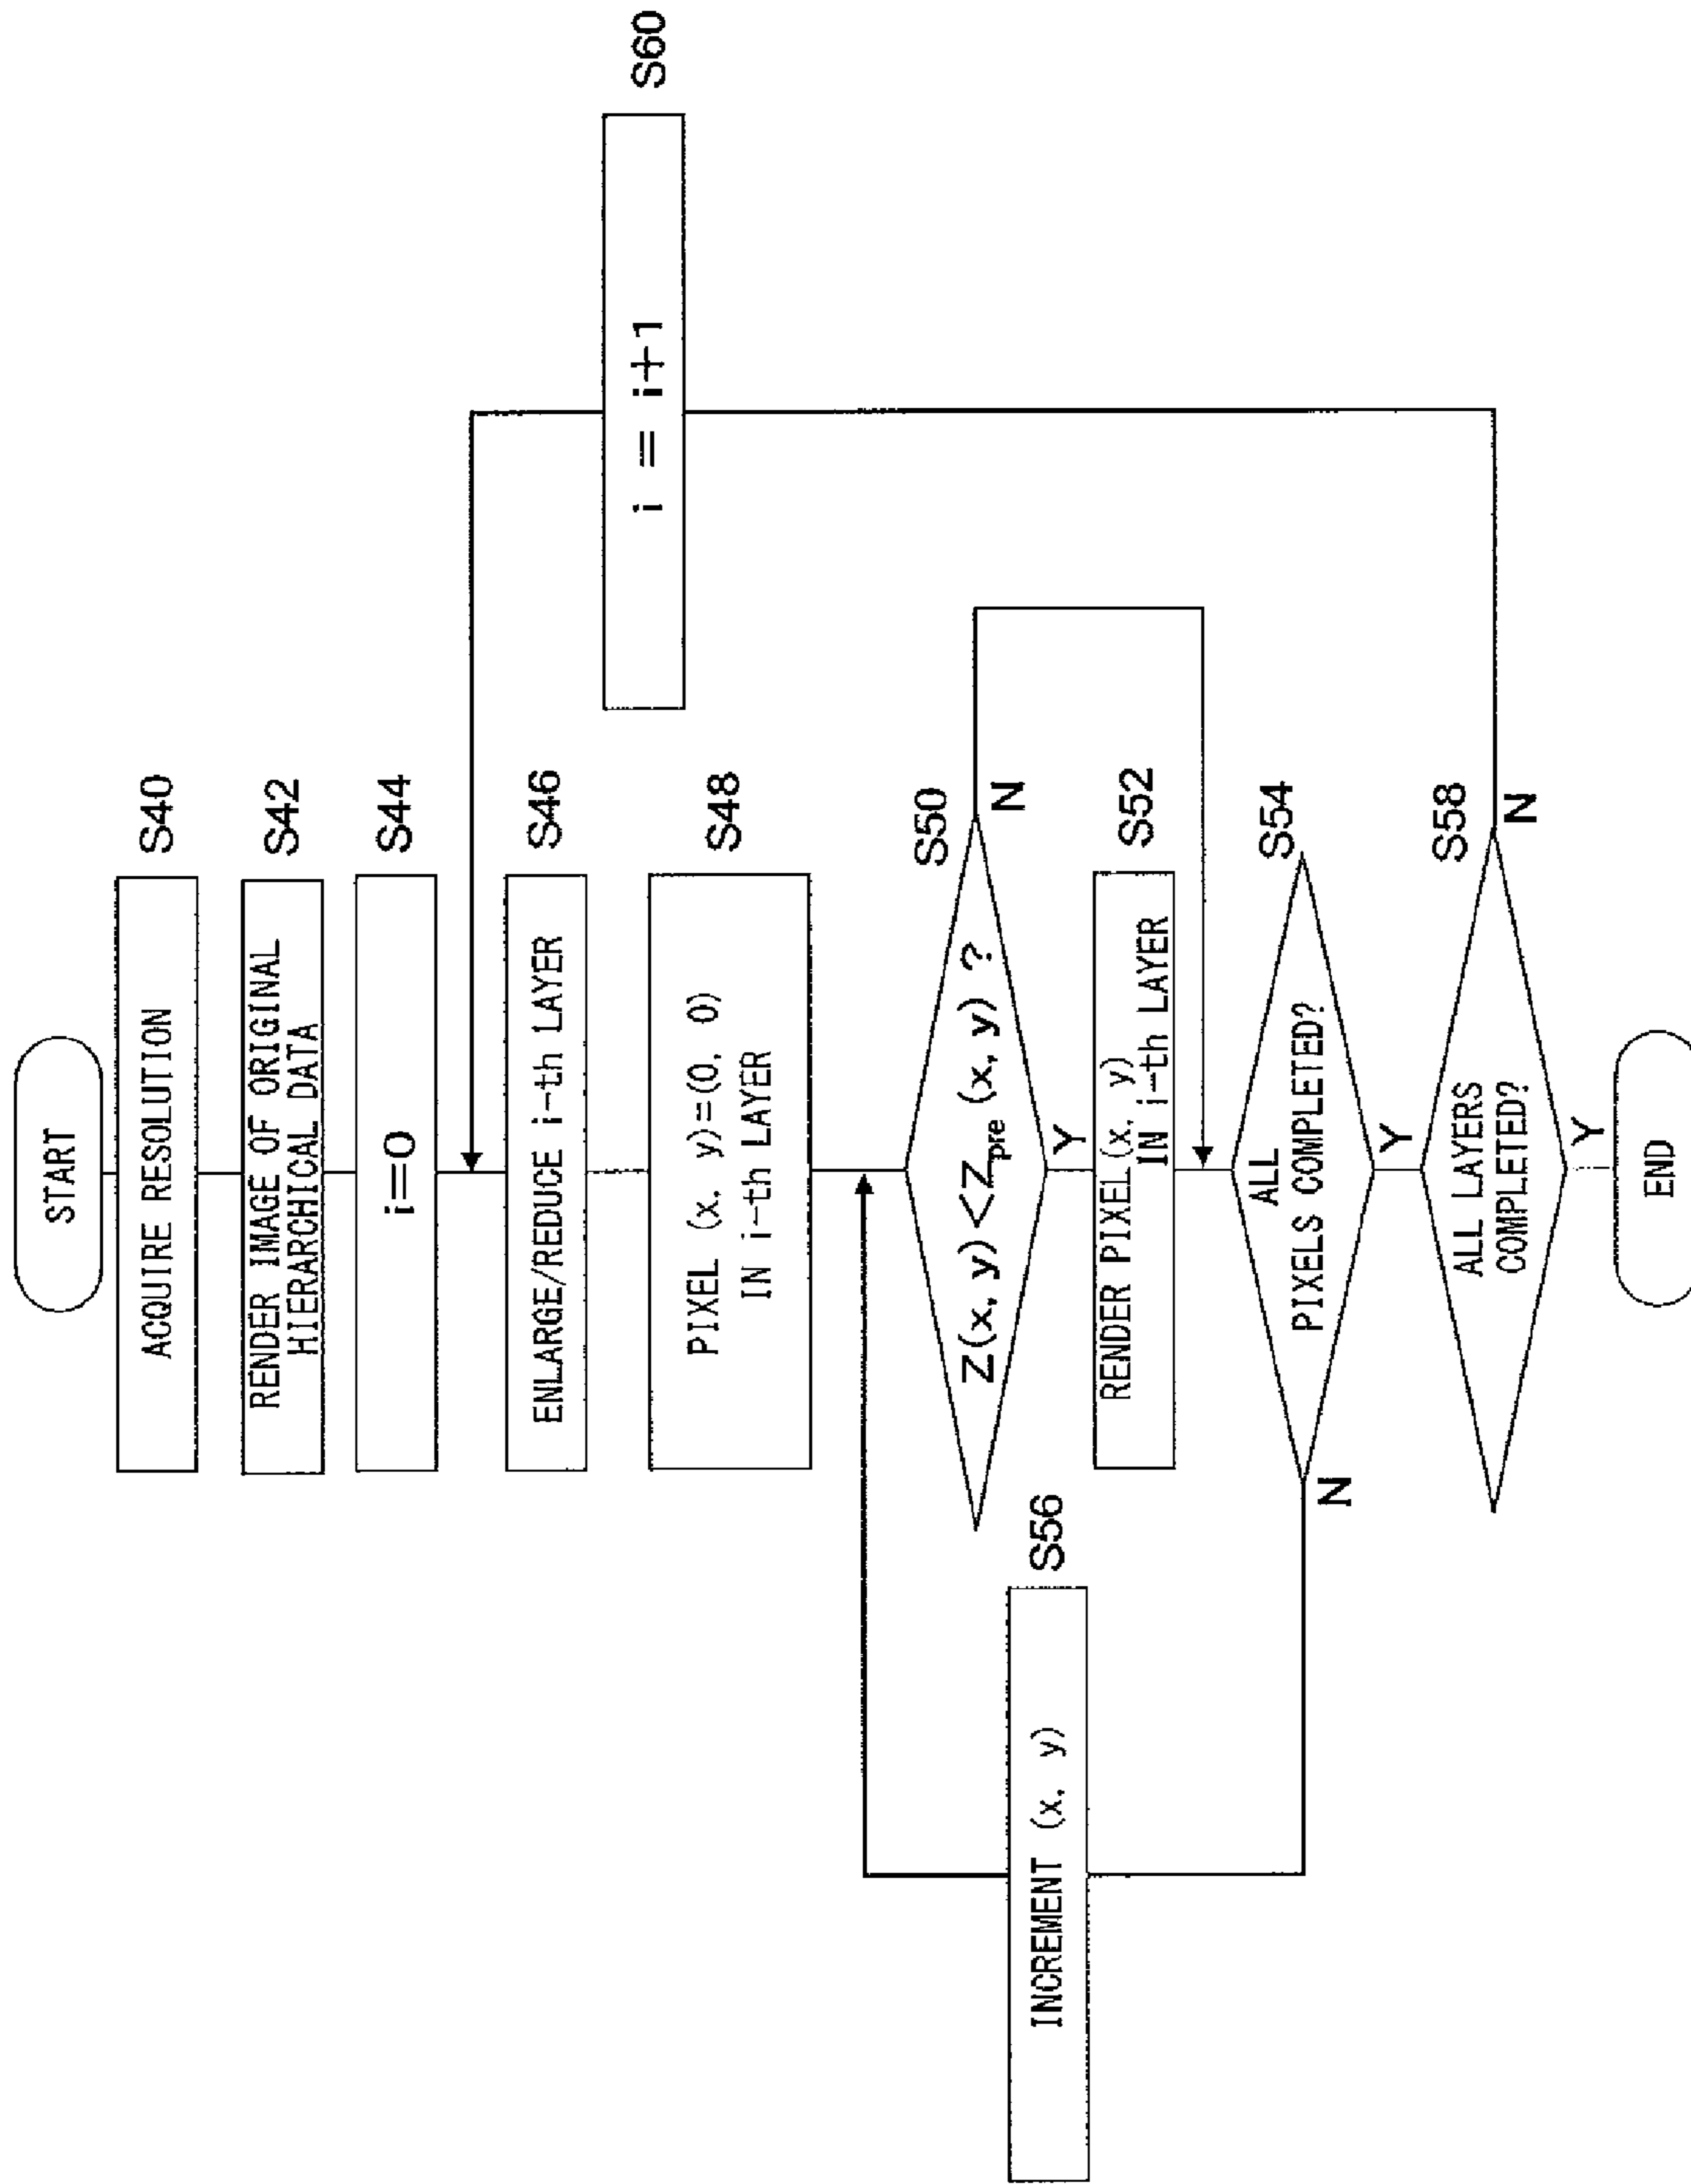 START
ACQUIRE RESOLUTION
S40
RENDER IMAGE OF ORIGINAL
HIERARCHICAL DATA
S42
i=0
S44
ENLARGE/REDUCE i-th LAYER
S46
PIXEL (x, y)=(0, 0)
IN i-th LAYER
S48
Z(x, y)<Zpre (x, y) ?
S50
N
Y
RENDER PIXEL(x, y)
IN i-th LAYER
S52
ALL
PIXELS COMPLETED?
S54
N
Y
INCREMENT (x, y)
S56
ALL LAYERS
COMPLETED?
S58
N
Y
i = i+1
S60
END